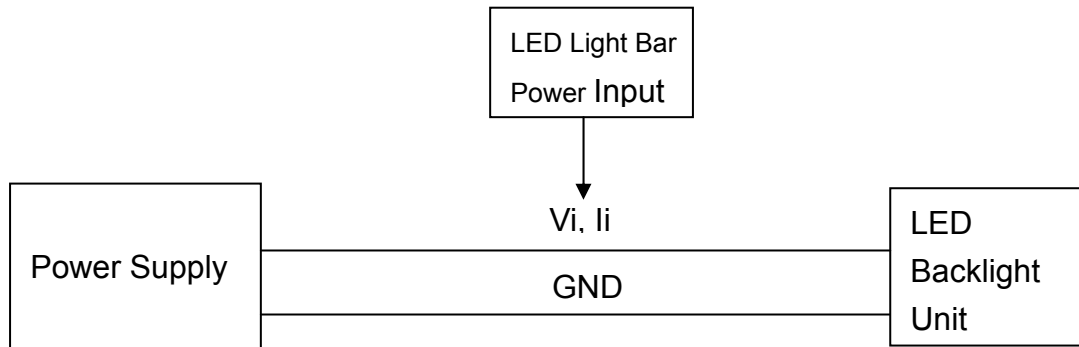 LED Light Bar
Power Input
Vi, Ii
Power Supply
GND
LED
Backlight
Unit